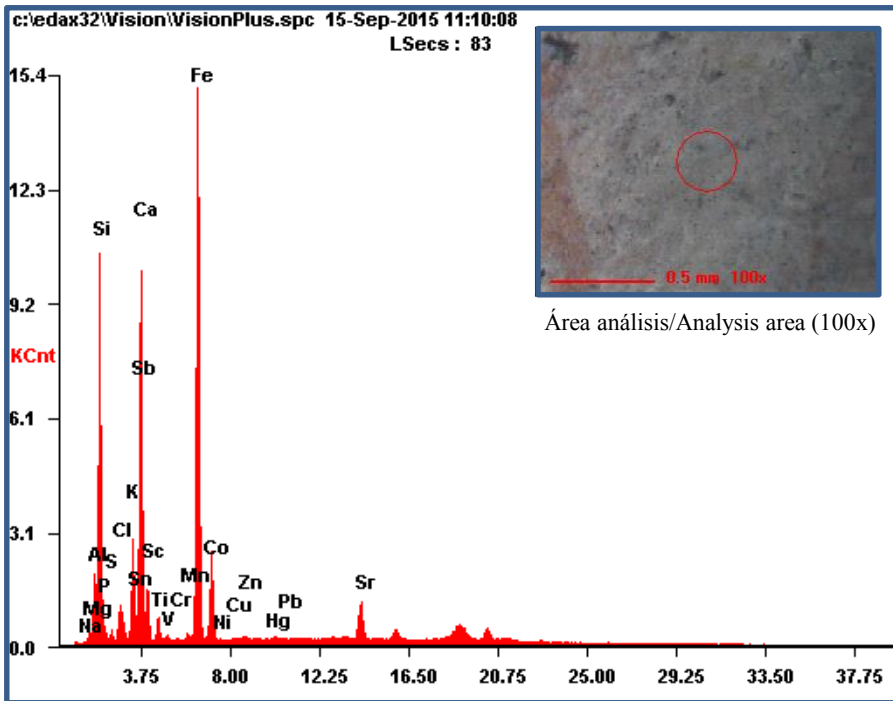 c:\edax32\Vision\VisionPlus.spc 15-Sep-2015 11:10:08
LSecs : 83
15.4
12.3
9.2
KCnt
6.1
3.1
0.0
Fe
Ca
Si
Sb
K
Cl
Al
S
P
Sn
Sc
Mg
Na
Ti
V
Cr
Mn
Co
Ni
Cu
Zn
Hg
Pb
Sr
3.75 8.00 12.25 16.50 20.75 25.00 29.25 33.50 37.75
0.5 mm 100x
Área análisis/Analysis area (100x)